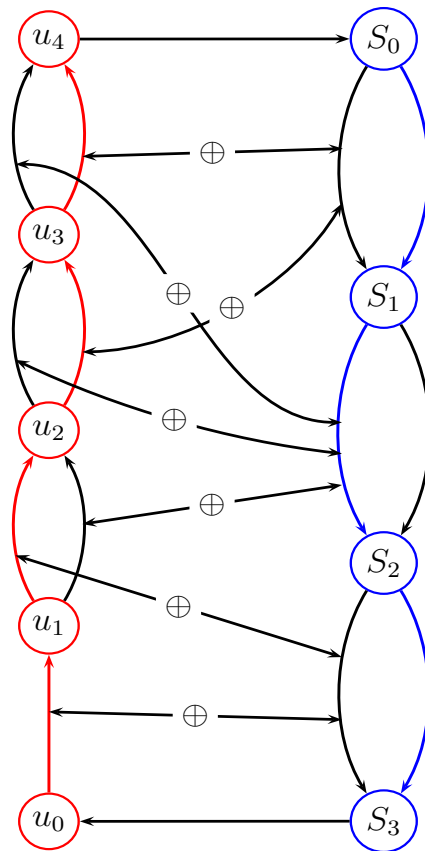 u₄ S₀
⊕
u₃
⊕ ⊕
S₁
u₂ ⊕
⊕
S₂
⊕
u₁
⊕
u₀ S₃